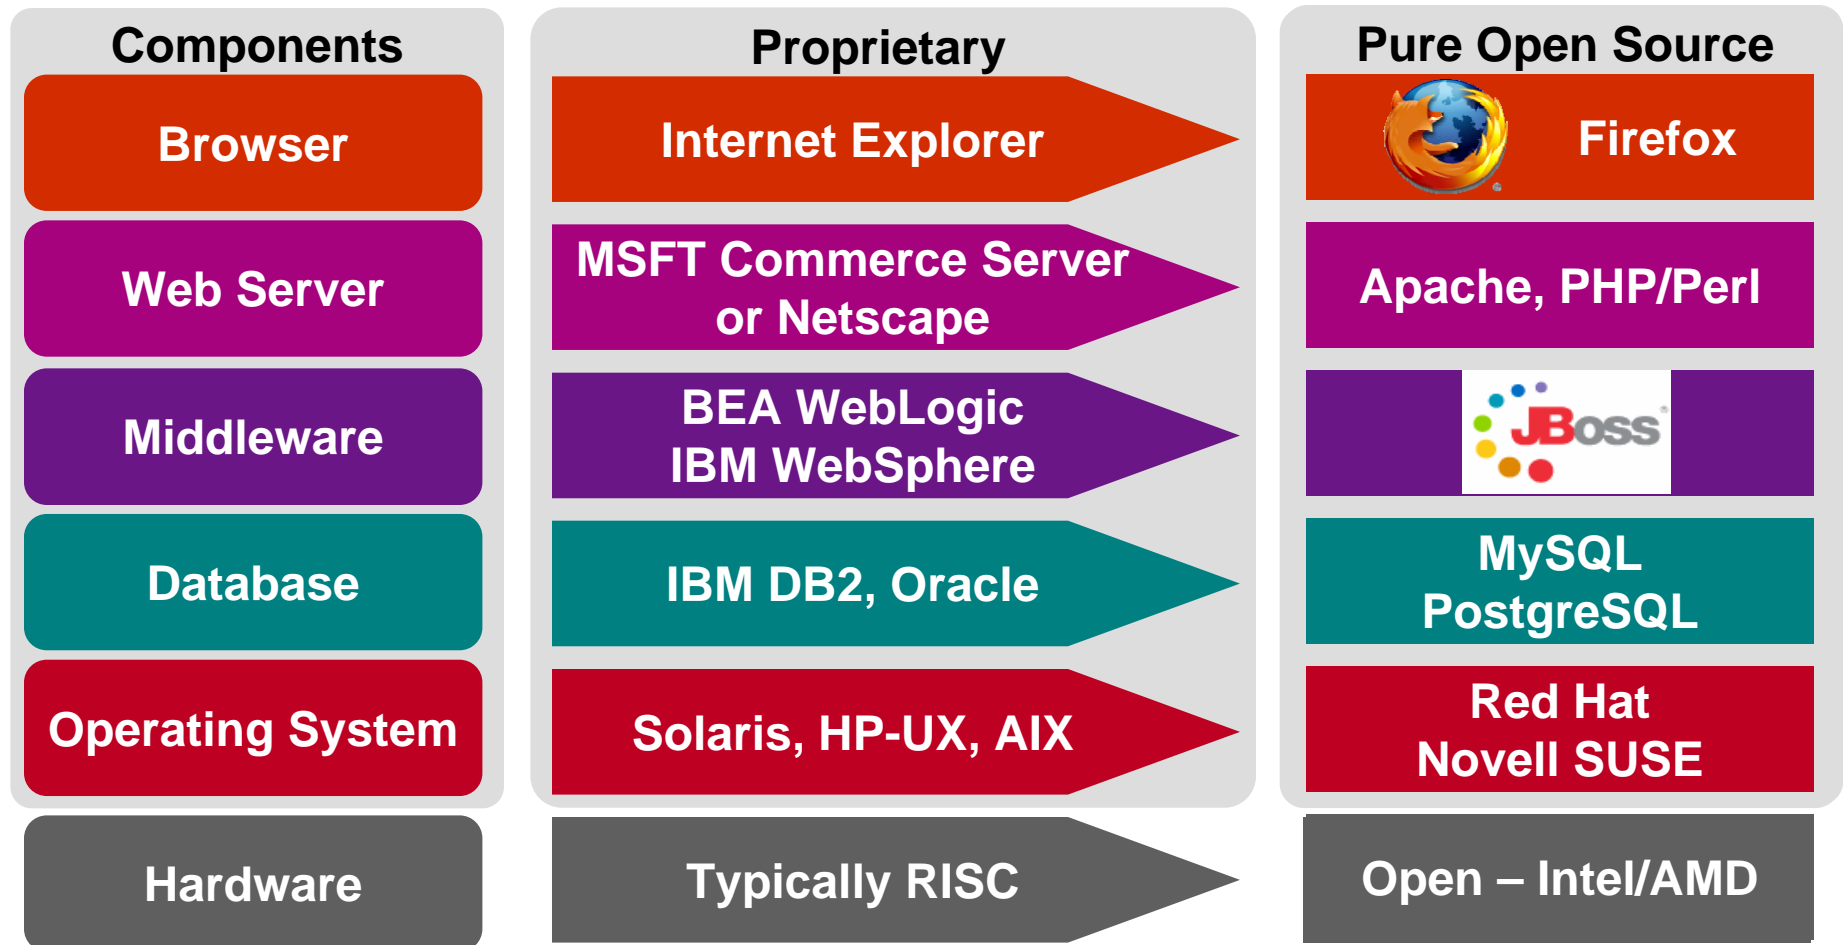 Components
Proprietary
Pure Open Source
Browser
Internet Explorer
Firefox
Web Server
MSFT Commerce Server
or Netscape
Apache, PHP/Perl
Middleware
BEA WebLogic
IBM WebSphere
JBoss
Database
IBM DB2, Oracle
MySQL
PostgreSQL
Operating System
Solaris, HP-UX, AIX
Red Hat
Novell SUSE
Hardware
Typically RISC
Open – Intel/AMD